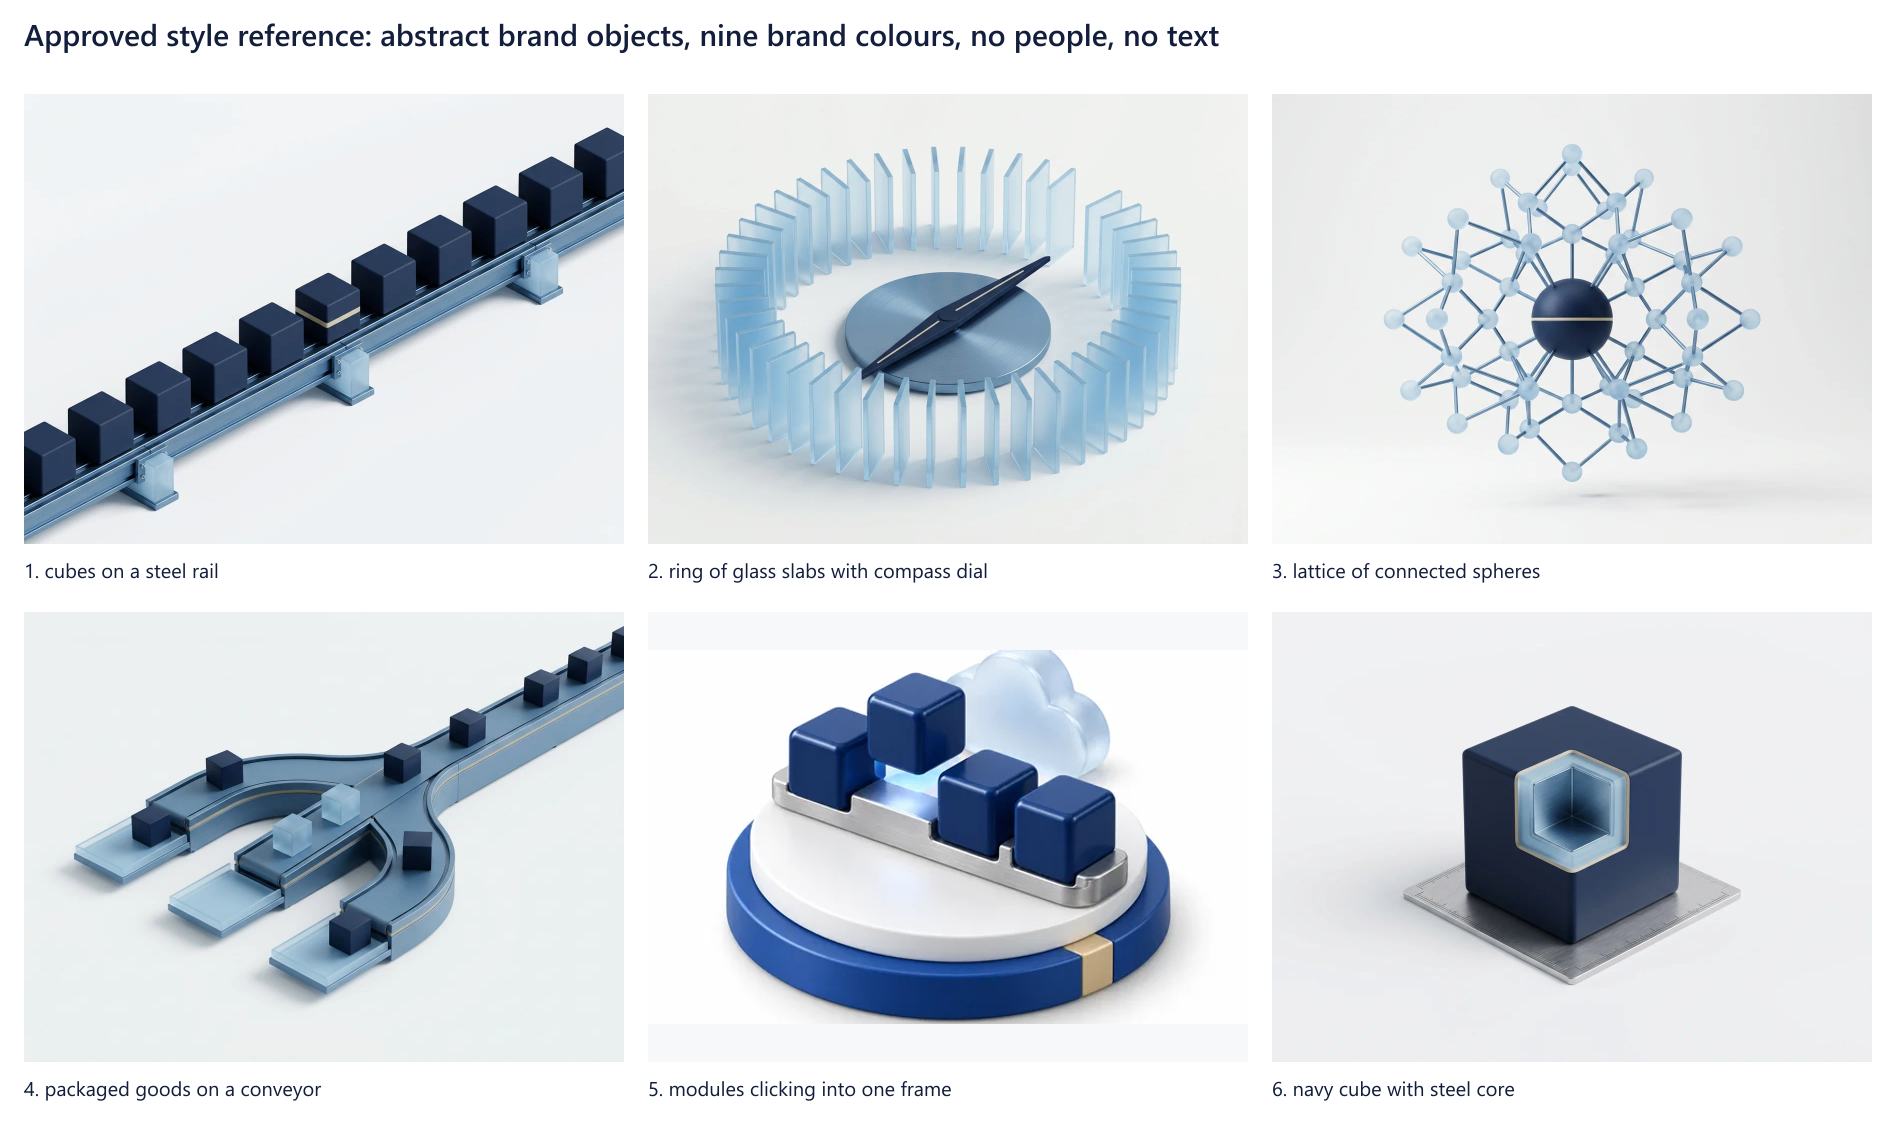 Approved style reference: abstract brand objects, nine brand colours, no people, no text
1. cubes on a steel rail
2. ring of glass slabs with compass dial
3. lattice of connected spheres
4. packaged goods on a conveyor
5. modules clicking into one frame
6. navy cube with steel core